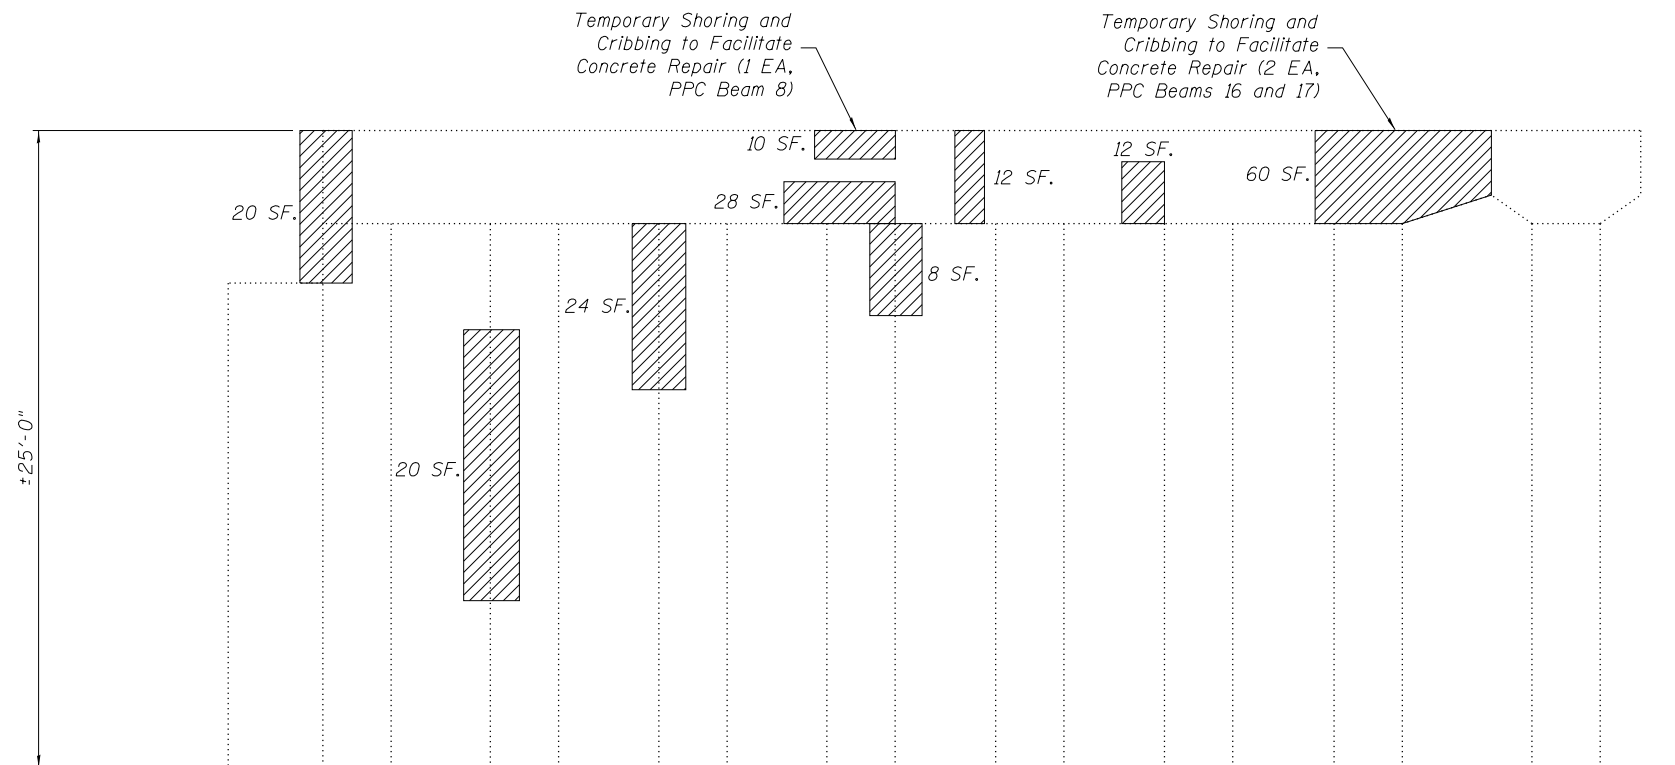 Temporary Shoring and
Cribbing to Facilitate
Concrete Repair (1 EA,
PPC Beam 8)
Temporary Shoring and
Cribbing to Facilitate
Concrete Repair (2 EA,
PPC Beams 16 and 17)
10 SF.
12 SF.
12 SF.
60 SF.
28 SF.
20 SF.
8 SF.
24 SF.
20 SF.
±25'-0"